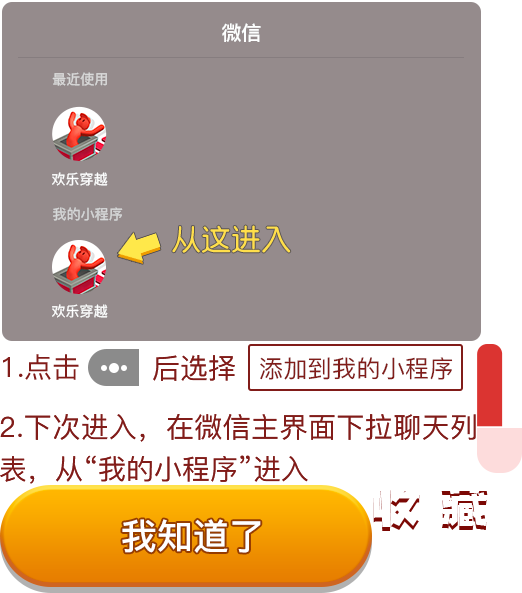 微信
最近使用
欢乐穿越
我的小程序
从这进入
欢乐穿越
1.点击 后选择 添加到我的小程序
2.下次进入，在微信主界面下拉聊天列
表，从“我的小程序”进入
我知道了
收藏